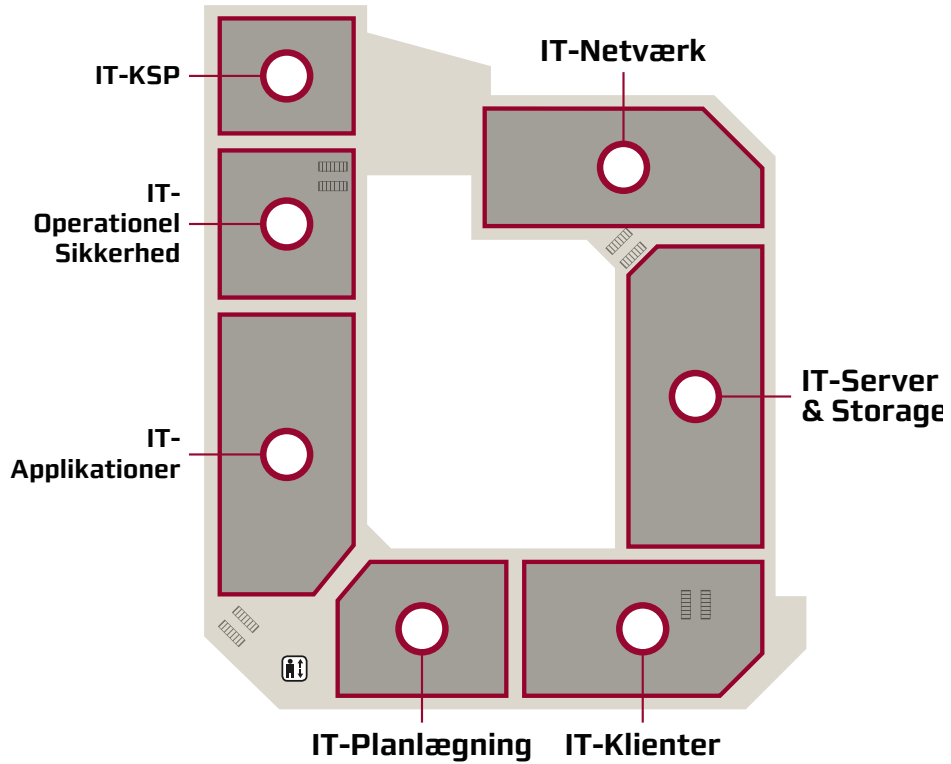 IT-Netværk
IT-KSP
IT-
Operationel
Sikkerhed
IT-Server
& Storage
IT-
Applikationer
IT-Planlægning
IT-Klienter